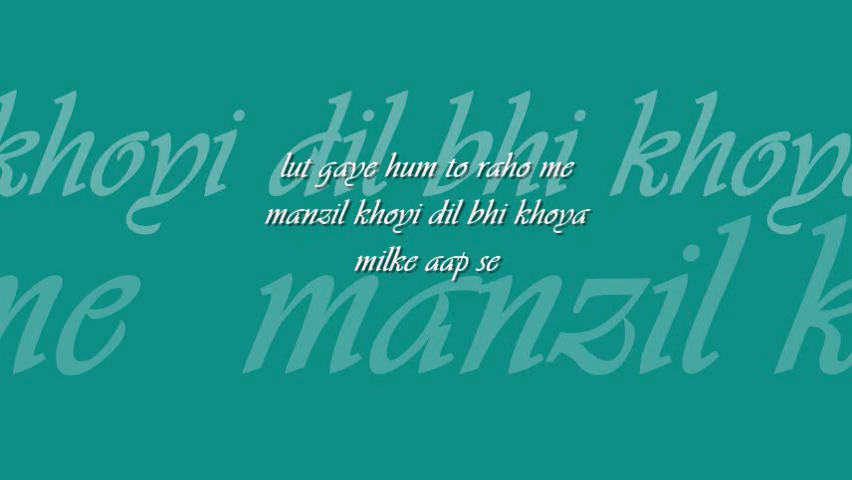 khoyi dil bhi khoya
lut gaye hum to raho me
manzil khoyi dil bhi khoya
milke aap se
me manzil k